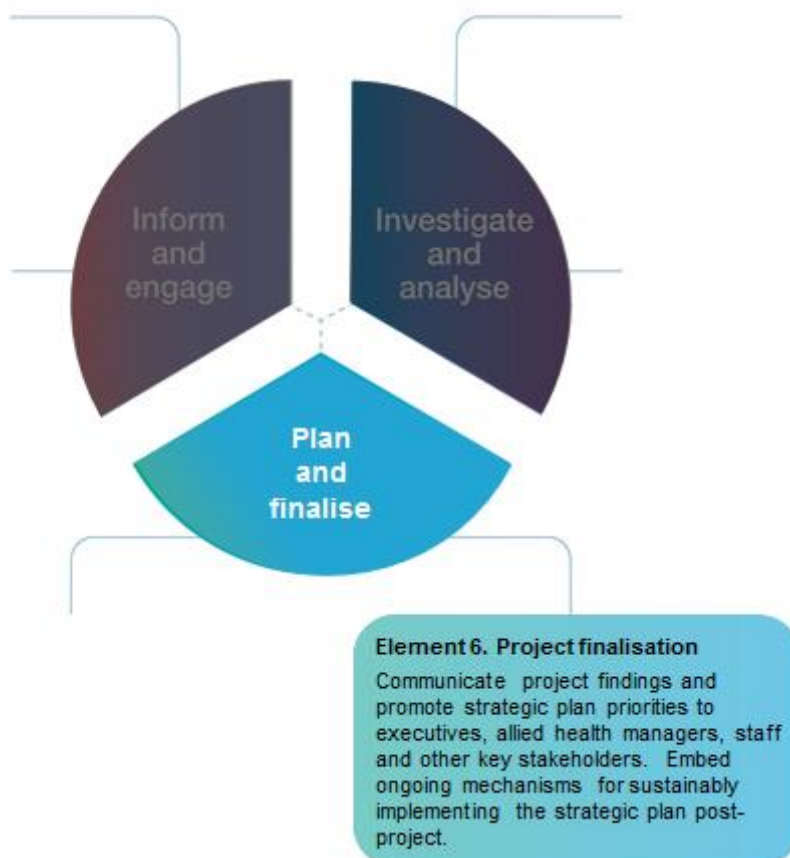 Inform
and
engage
Investigate
and
analyse
Plan
and
finalise
Element 6. Project finalisation
Communicate project findings and
promote strategic plan priorities to
executives, allied health managers, staff
and other key stakeholders. Embed
ongoing mechanisms for sustainably
implementing the strategic plan post-
project.